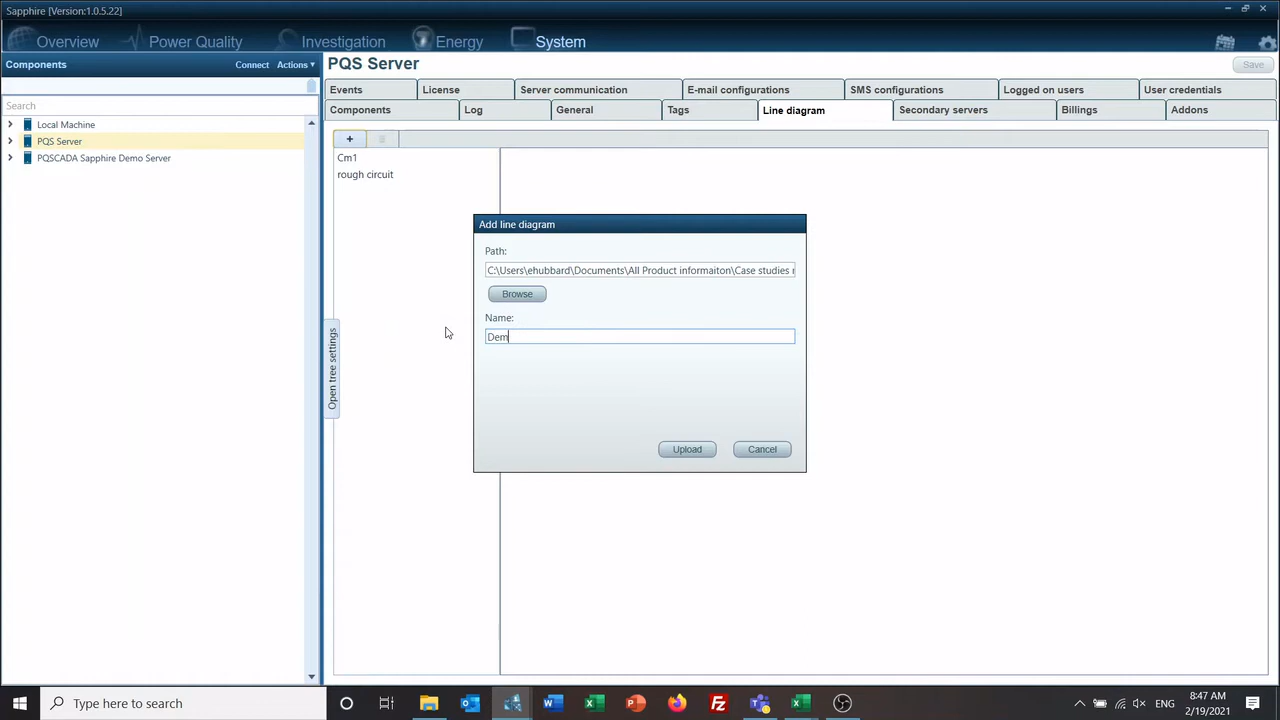 Sapphire [Version:1.0.5.22]
Overview
Power Quality
Investigation
Energy
System
Components
Connect
Actions
PQS Server
Save
Events
License
Server communication
E-mail configurations
SMS configurations
Logged on users
User credentials
Components
Log
General
Tags
Line diagram
Secondary servers
Billings
Addons
Search
Local Machine
PQS Server
PQSCADA Sapphire Demo Server
+
Cm1
rough circuit
Open tree settings
Add line diagram
Path:
C:\Users\ehubbard\Documents\All Product informaiton\Case studies
Browse
Name:
Dem
Upload
Cancel
Type here to search
ENG
8:47 AM
2/19/2021